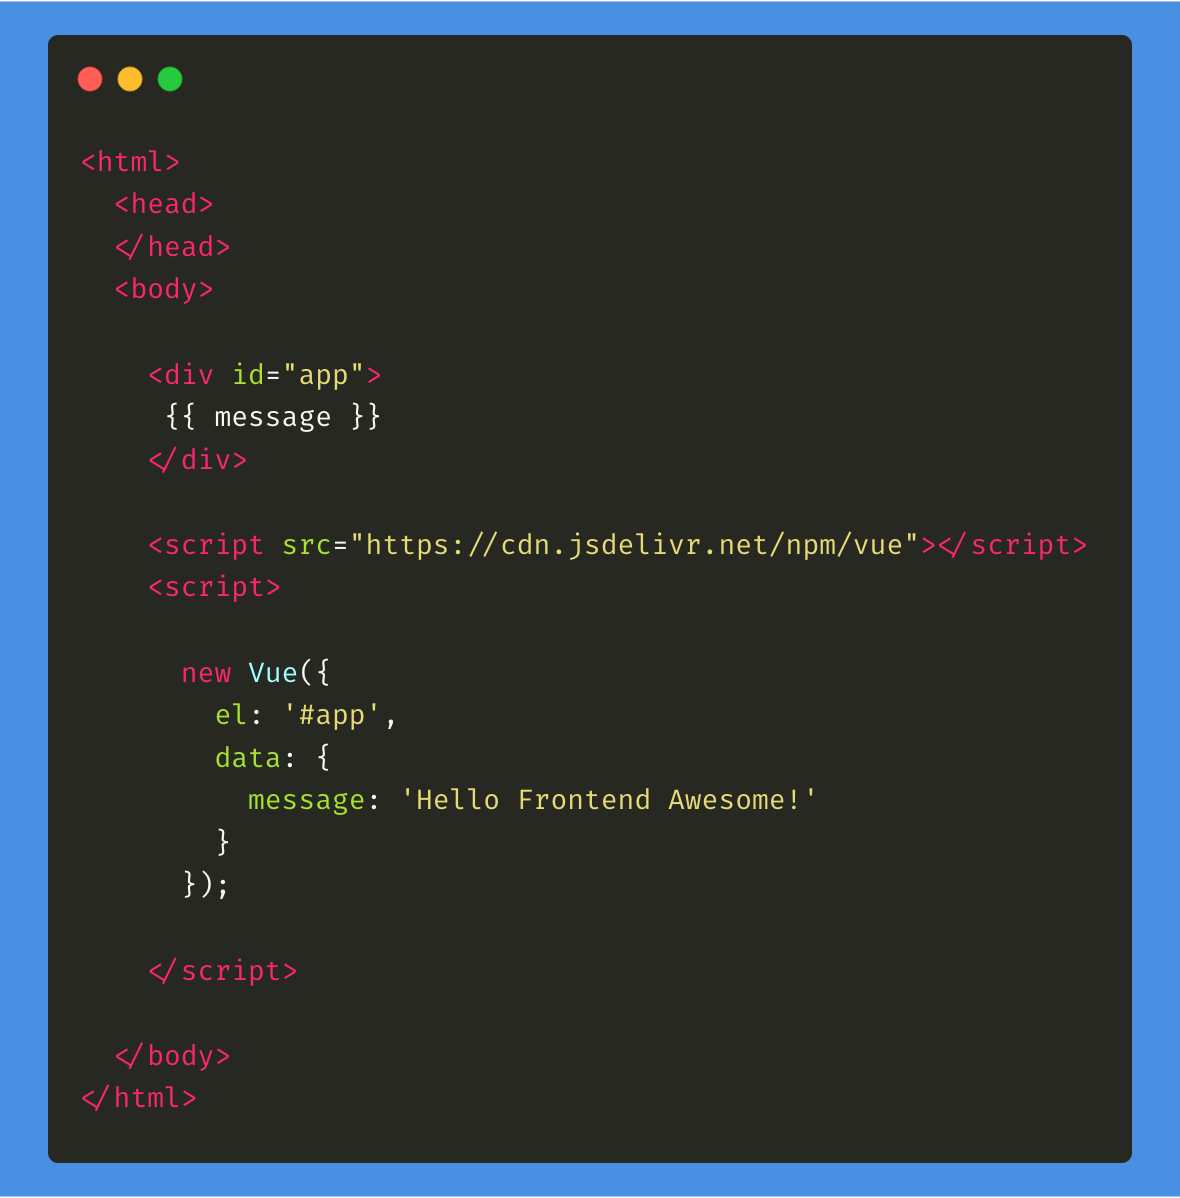 <html>
  <head>
  </head>
  <body>

    <div id="app">
     {{ message }}
    </div>

    <script src="https://cdn.jsdelivr.net/npm/vue"></script>
    <script>

      new Vue({
        el: '#app',
        data: {
          message: 'Hello Frontend Awesome!'
        }
      });

    </script>

  </body>
</html>